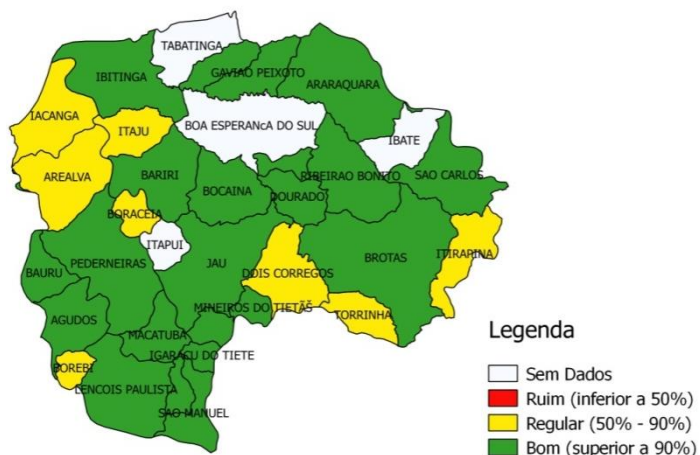 TABATINGA
IBITINGA
GAVIAO PEIXOTO
ARARAQUARA
IACANGA
ITAJU
BOA ESPERANcA DO SUL
IBATE
AREALVA
BARIRI
RIBEIRAO BONITO
SAO CARLOS
BOCAINA
DOURADO
BORACEIA
ITAPUI
BROTAS
ITIRAPINA
BAURU
PEDERNEIRAS
JAU
DOIS CORREGOS
MINEIROS DO TIETÃS
TORRINHA
AGUDOS
MACATUBA
IGARACU DO TIETE
BOREBI
LENCOIS PAULISTA
SAO MANUEL
Legenda
Sem Dados
Ruim (inferior a 50%)
Regular (50% - 90%)
Bom (superior a 90%)